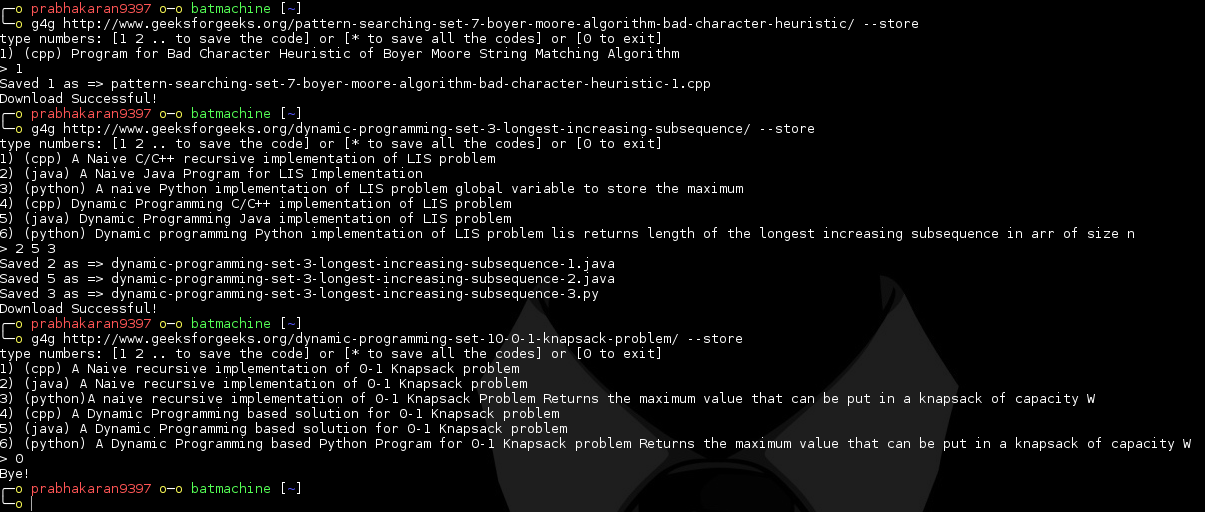 ┌─o prabhakaran9397 o─o batmachine [~]
└─o g4g http://www.geeksforgeeks.org/pattern-searching-set-7-boyer-moore-algorithm-bad-character-heuristic/ --store
type numbers: [1 2 .. to save the codes] or [* to save all the codes] or [0 to exit]
1) (cpp) Program for Bad Character Heuristic of Boyer Moore String Matching Algorithm
> 1
Saved 1 as => pattern-searching-set-7-boyer-moore-algorithm-bad-character-heuristic-1.cpp
Download Successful!
┌─o prabhakaran9397 o─o batmachine [~]
└─o g4g http://www.geeksforgeeks.org/dynamic-programming-set-3-longest-increasing-subsequence/ --store
type numbers: [1 2 .. to save the code] or [* to save all the codes] or [0 to exit]
1) (cpp) A Naive C/C++ recursive implementation of LIS problem
2) (java) A Naive Java Program for LIS Implementation
3) (python) A naive Python implementation of LIS problem global variable to store the maximum
4) (cpp) Dynamic Programming C/C++ implementation of LIS problem
5) (java) Dynamic Programming Java implementation of LIS problem
6) (python) Dynamic programming Python implementation of LIS problem lis returns length of the longest increasing subsequence in arr of size n
> 2 5 3
Saved 2 as => dynamic-programming-set-3-longest-increasing-subsequence-1.java
Saved 5 as => dynamic-programming-set-3-longest-increasing-subsequence-2.java
Saved 3 as => dynamic-programming-set-3-longest-increasing-subsequence-3.py
Download Successful!
┌─o prabhakaran9397 o─o batmachine [~]
└─o g4g http://www.geeksforgeeks.org/dynamic-programming-set-10-0-1-knapsack-problem/ --store
type numbers: [1 2 .. to save the code] or [* to save all the codes] or [0 to exit]
1) (cpp) A Naive recursive implementation of 0-1 Knapsack problem
2) (java) A Naive recursive implementation of 0-1 Knapsack problem
3) (python)A naive recursive implementation of 0-1 Knapsack Problem Returns the maximum value that can be put in a knapsack of capacity W
4) (cpp) A Dynamic Programming based solution for 0-1 Knapsack problem
5) (java) A Dynamic Programming based solution for 0-1 Knapsack problem
6) (python) A Dynamic Programming based Python Program for 0-1 Knapsack problem Returns the maximum value that can be put in a knapsack of capacity W
> 0
Bye!
┌─o prabhakaran9397 o─o batmachine [~]
└─o